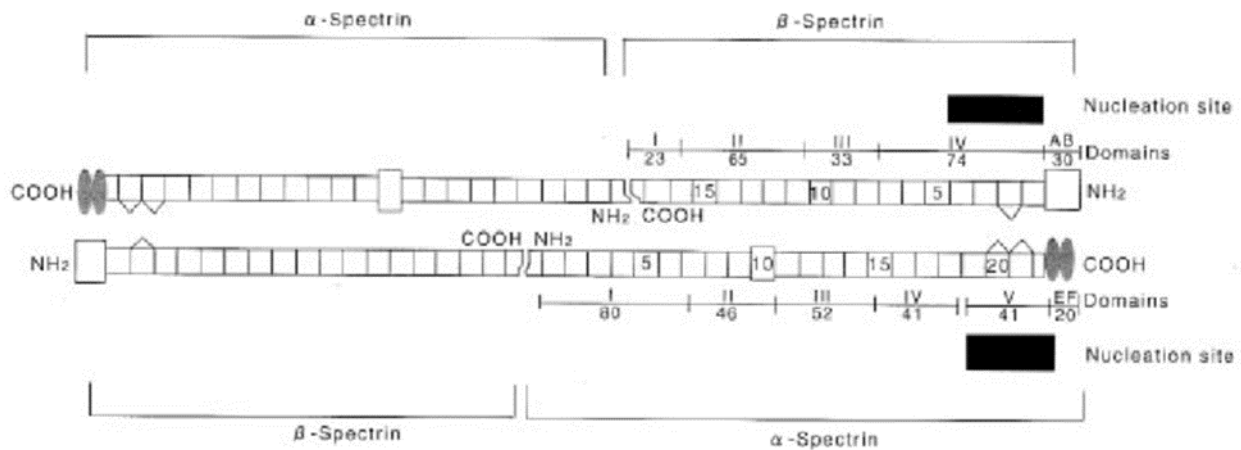 α-Spectrin β-Spectrin
Nucleation site
I II III IV AB
23 65 33 74 30 Domains
COOH 15 10 5 NH2
NH2 COOH
COOH NH2
NH2 5 10 15 20 COOH
I II III IV V EF Domains
80 46 52 41 41 20
Nucleation site
β-Spectrin α-Spectrin